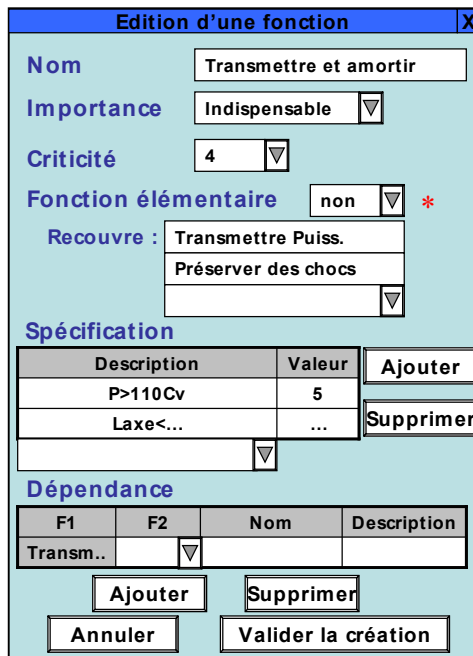 Edition d'une fonction X
Nom Transmettre et amortir
Importance Indispensable
Criticité 4
Fonction élémentaire non *
Recouvre : Transmettre Puiss.
Préserver des chocs
Spécification
Description Valeur Ajouter
P>110Cv 5
Laxe<... ... Supprimer
Dépendance
F1 F2 Nom Description
Transm..
Ajouter Supprimer
Annuler Valider la création